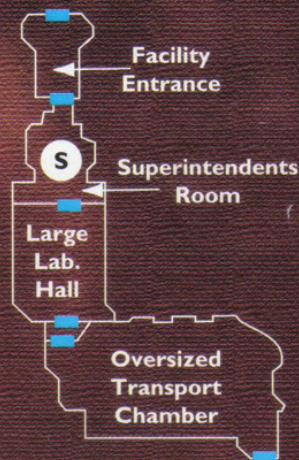 Facility
Entrance
S
Superintendents
Room
Large
Lab.
Hall
Oversized
Transport
Chamber